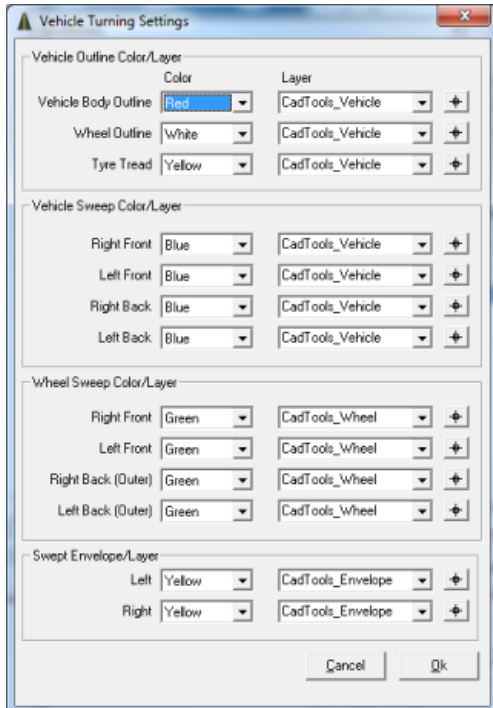 Vehicle Turning Settings
Vehicle Outline Color/Layer
Color Layer
Vehicle Body Outline Red CadTools_Vehicle
Wheel Outline White CadTools_Vehicle
Tyre Tread Yellow CadTools_Vehicle
Vehicle Sweep Color/Layer
Right Front Blue CadTools_Vehicle
Left Front Blue CadTools_Vehicle
Right Back Blue CadTools_Vehicle
Left Back Blue CadTools_Vehicle
Wheel Sweep Color/Layer
Right Front Green CadTools_Wheel
Left Front Green CadTools_Wheel
Right Back (Outer) Green CadTools_Wheel
Left Back (Outer) Green CadTools_Wheel
Swept Envelope/Layer
Left Yellow CadTools_Envelope
Right Yellow CadTools_Envelope
Cancel Ok